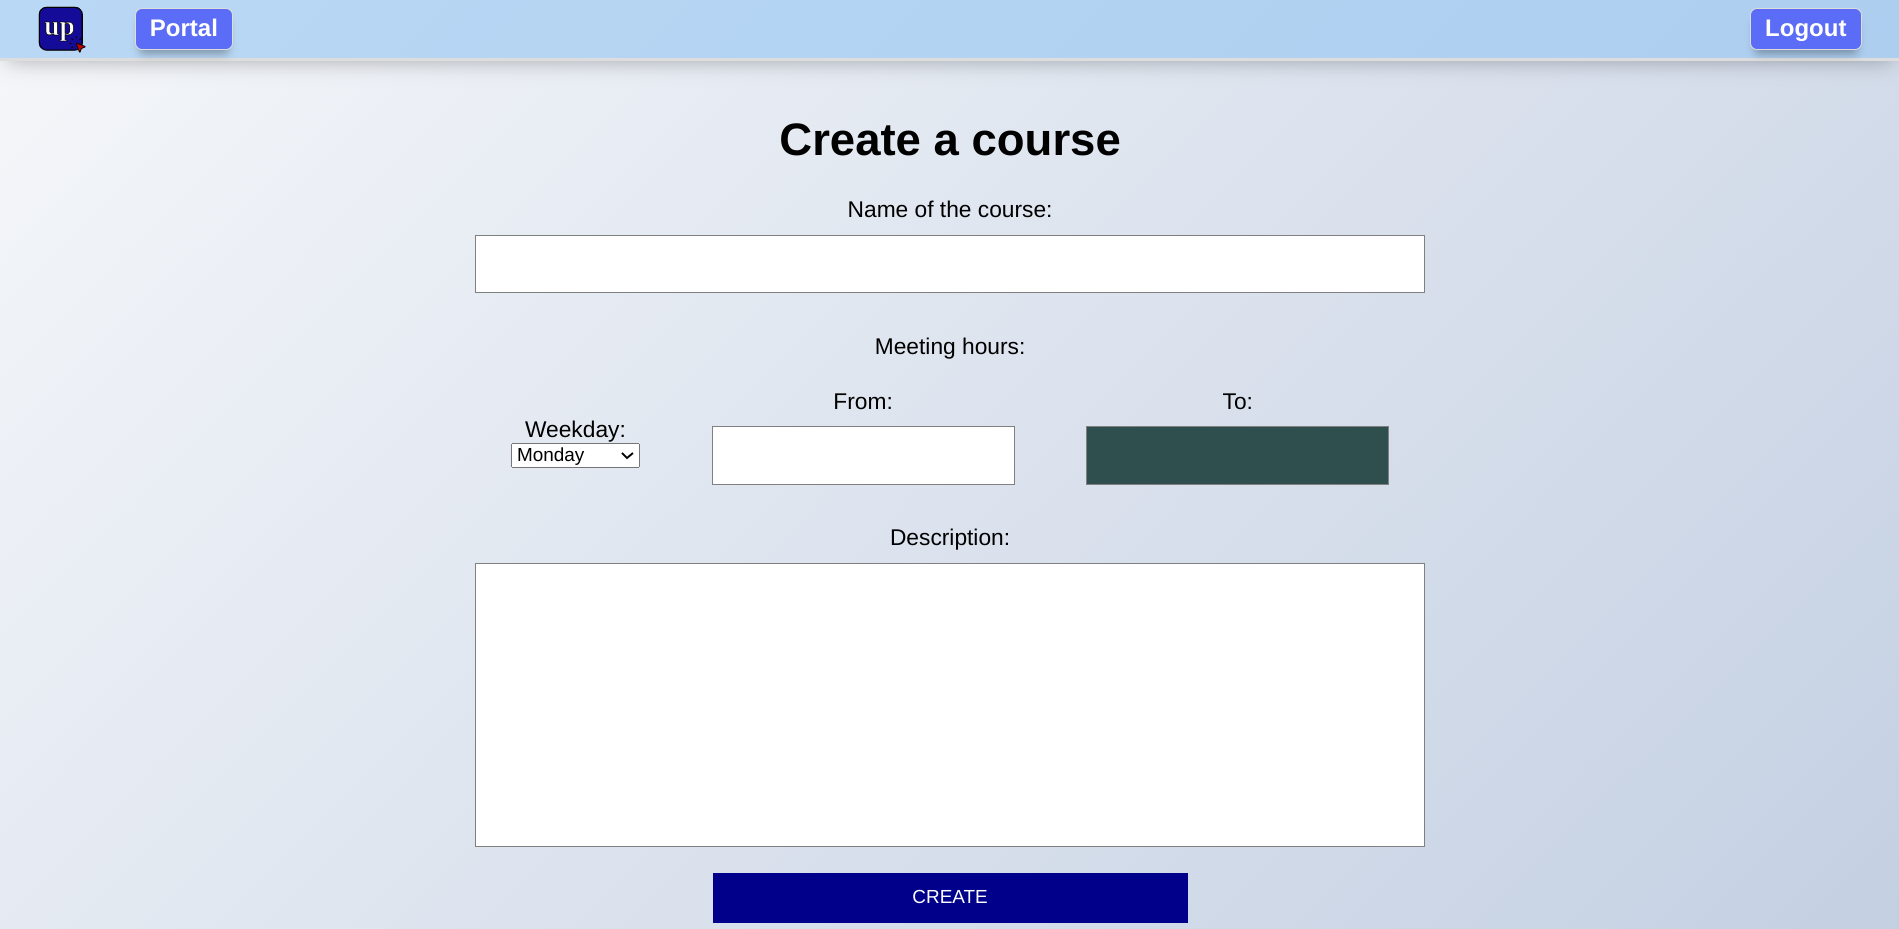 up
Portal
Logout
Create a course
Name of the course:
Meeting hours:
Weekday:
Monday
From:
To:
Description:
CREATE